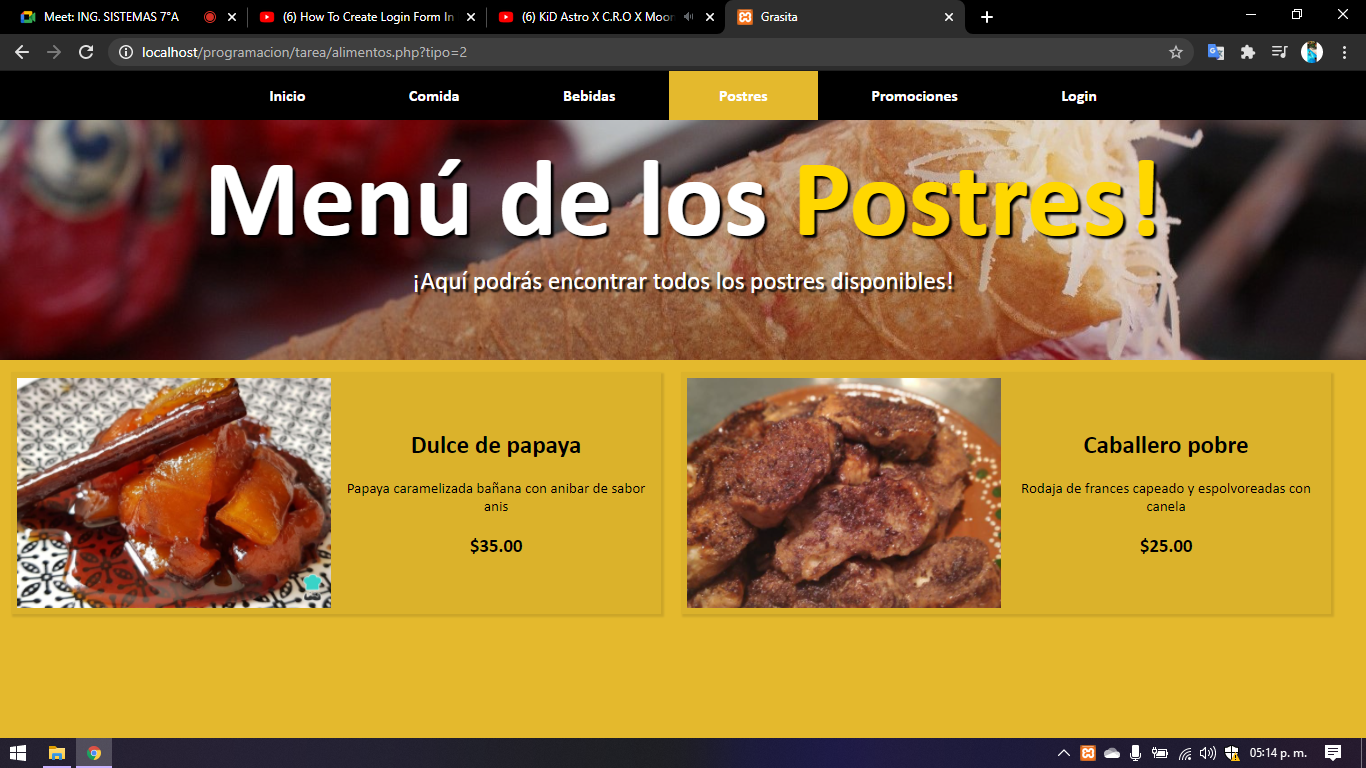 Meet: ING. SISTEMAS 7°A
(6) How To Create Login Form In
(6) KiD Astro X C.R.O X Moon
Grasita
localhost/programacion/tarea/alimentos.php?tipo=2
Inicio
Comida
Bebidas
Postres
Promociones
Login
Menú de los Postres!
¡Aquí podrás encontrar todos los postres disponibles!
Dulce de papaya
Papaya caramelizada bañana con anibar de sabor
anis
$35.00
Caballero pobre
Rodaja de frances capeado y espolvoreadas con
canela
$25.00
05:14 p. m.